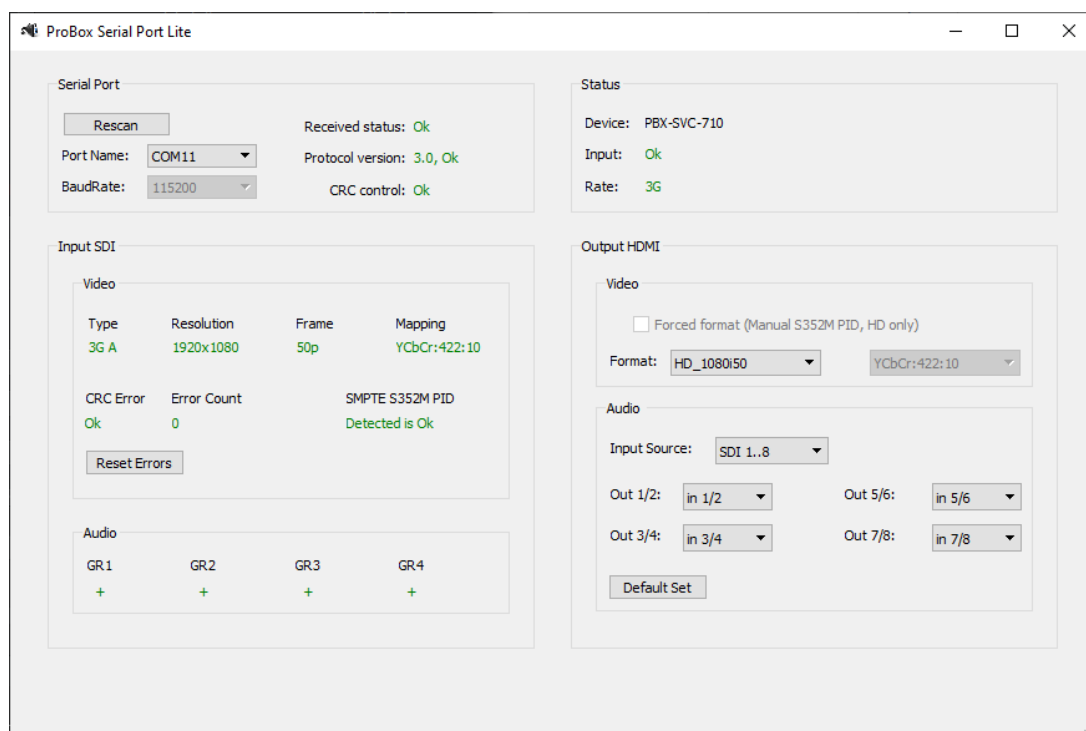 ProBox Serial Port Lite
Serial Port
Rescan
Received status: Ok
Port Name: COM11
Protocol version: 3.0, Ok
BaudRate: 115200
CRC control: Ok
Status
Device: PBX-SVC-710
Input: Ok
Rate: 3G
Input SDI
Video
Type Resolution Frame Mapping
3G A 1920x1080 50p YCbCr:422:10
CRC Error Error Count SMPTE S352M PID
Ok 0 Detected is Ok
Reset Errors
Audio
GR1 GR2 GR3 GR4
+ + + +
Output HDMI
Video
Forced format (Manual S352M PID, HD only)
Format: HD_1080i50 YCbCr:422:10
Audio
Input Source: SDI 1..8
Out 1/2: in 1/2 Out 5/6: in 5/6
Out 3/4: in 3/4 Out 7/8: in 7/8
Default Set